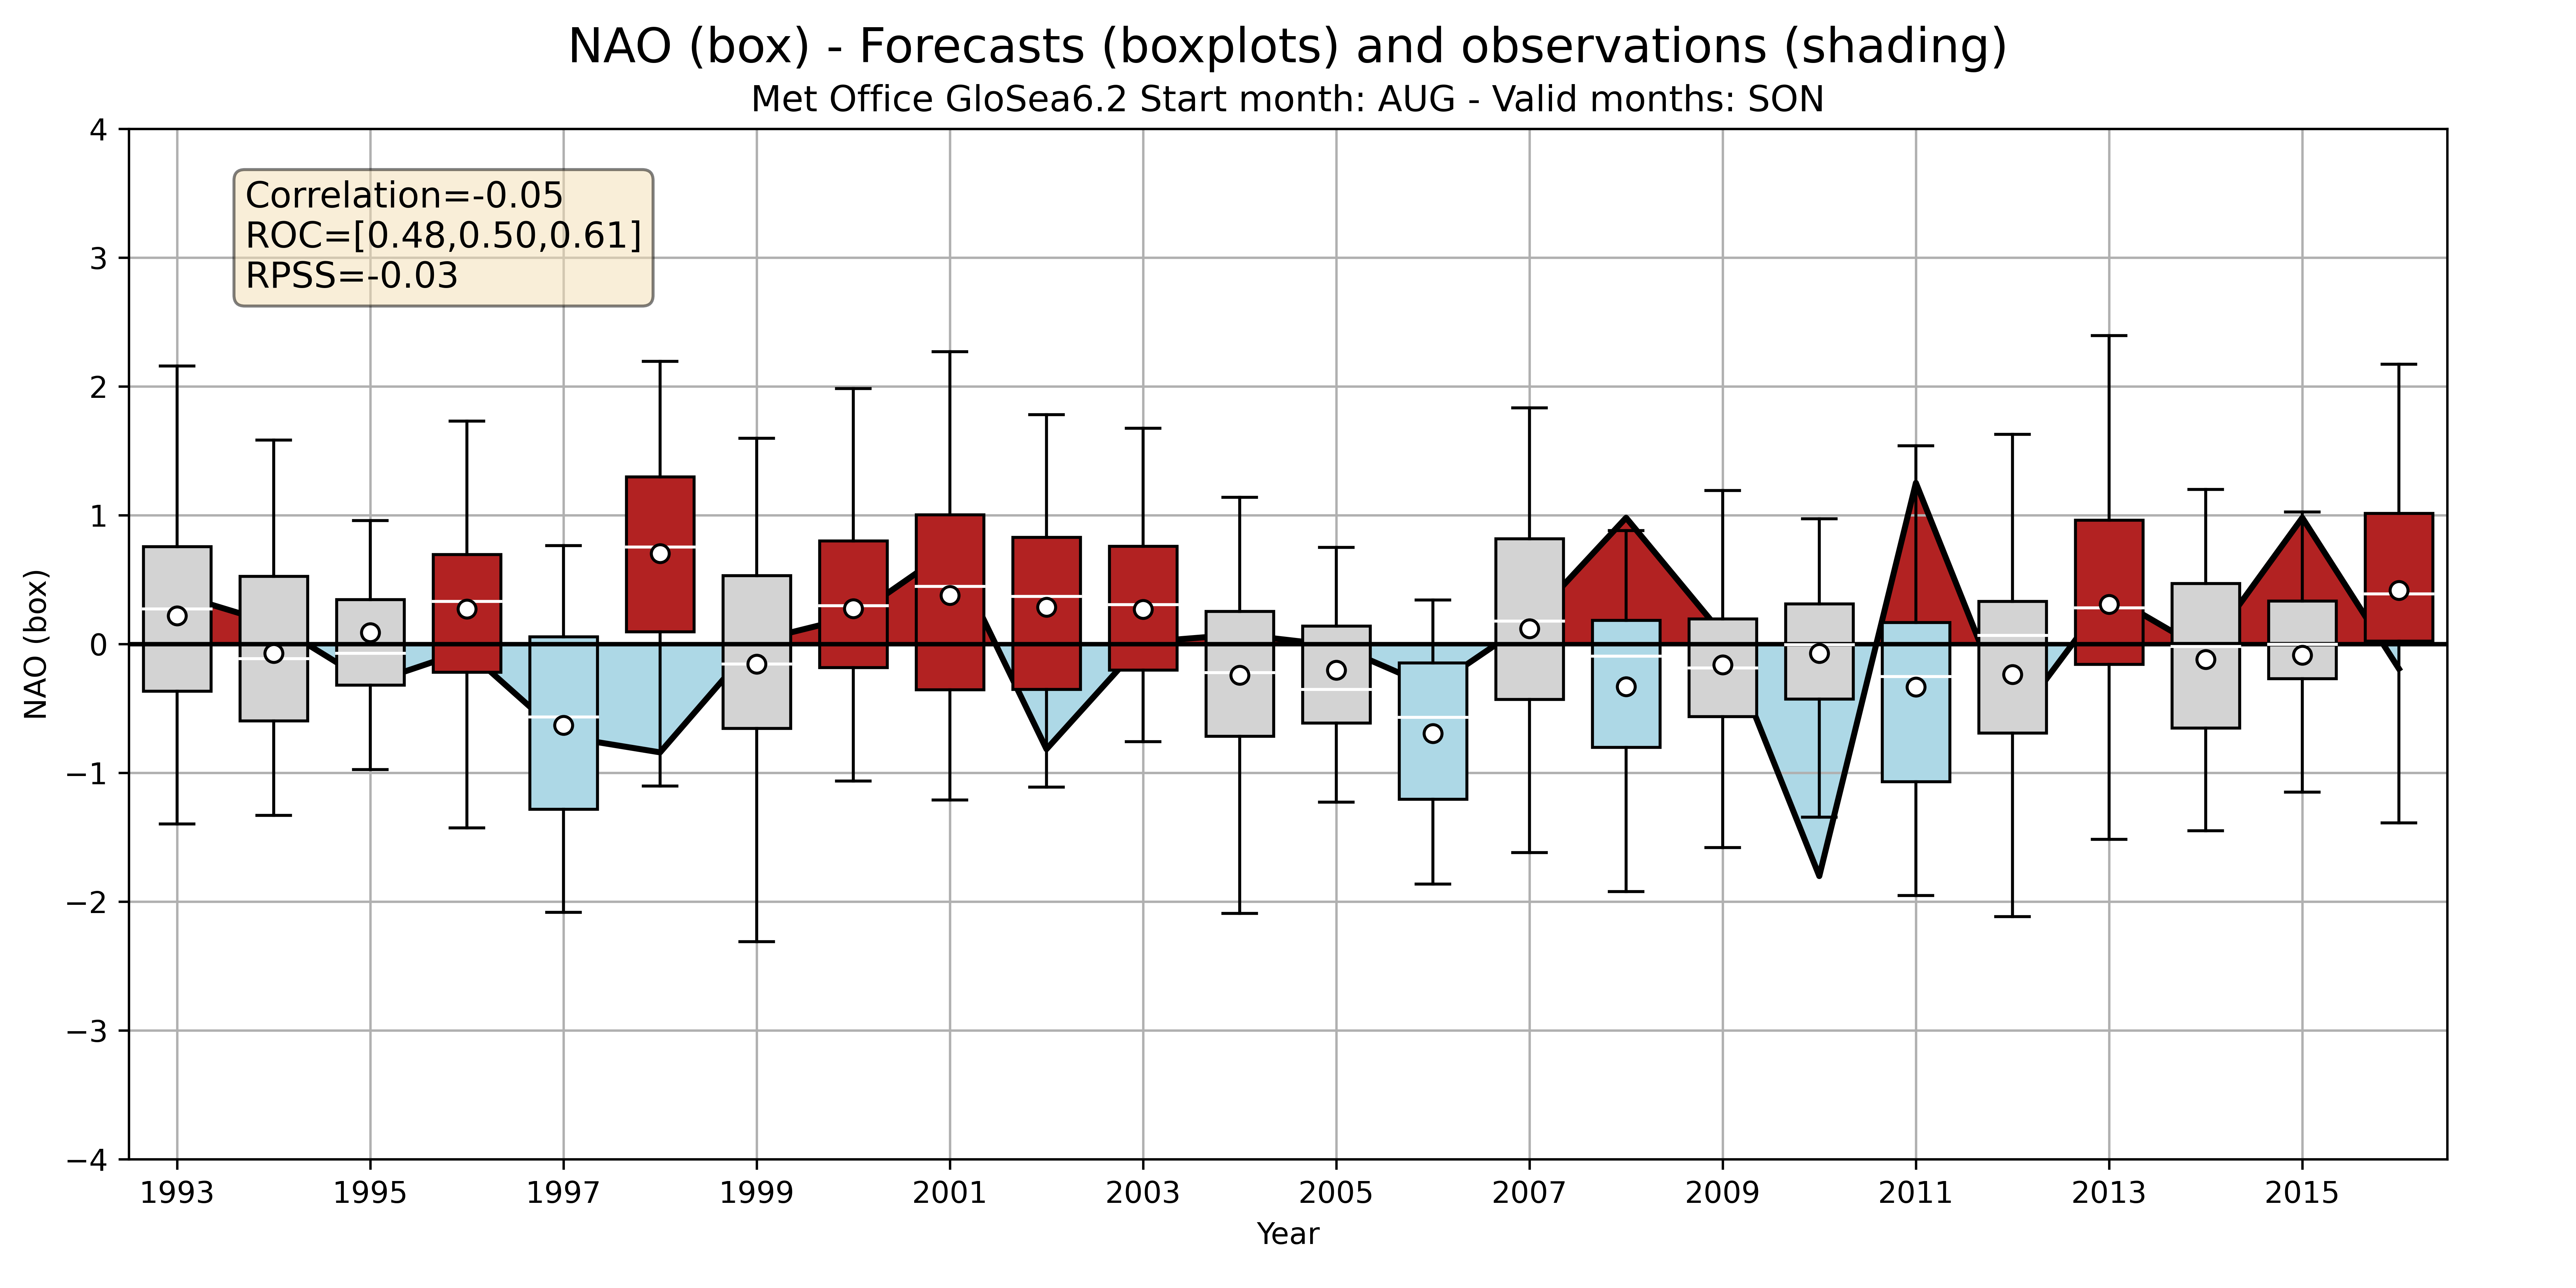 NAO (box) - Forecasts (boxplots) and observations (shading)
Met Office GloSea6.2 Start month: AUG - Valid months: SON
4
Correlation=-0.05
ROC=[0.48,0.50,0.61]
RPSS=-0.03
3
2
1
0
−1
−2
−3
−4
NAO (box)
1993 1995 1997 1999 2001 2003 2005 2007 2009 2011 2013 2015
Year